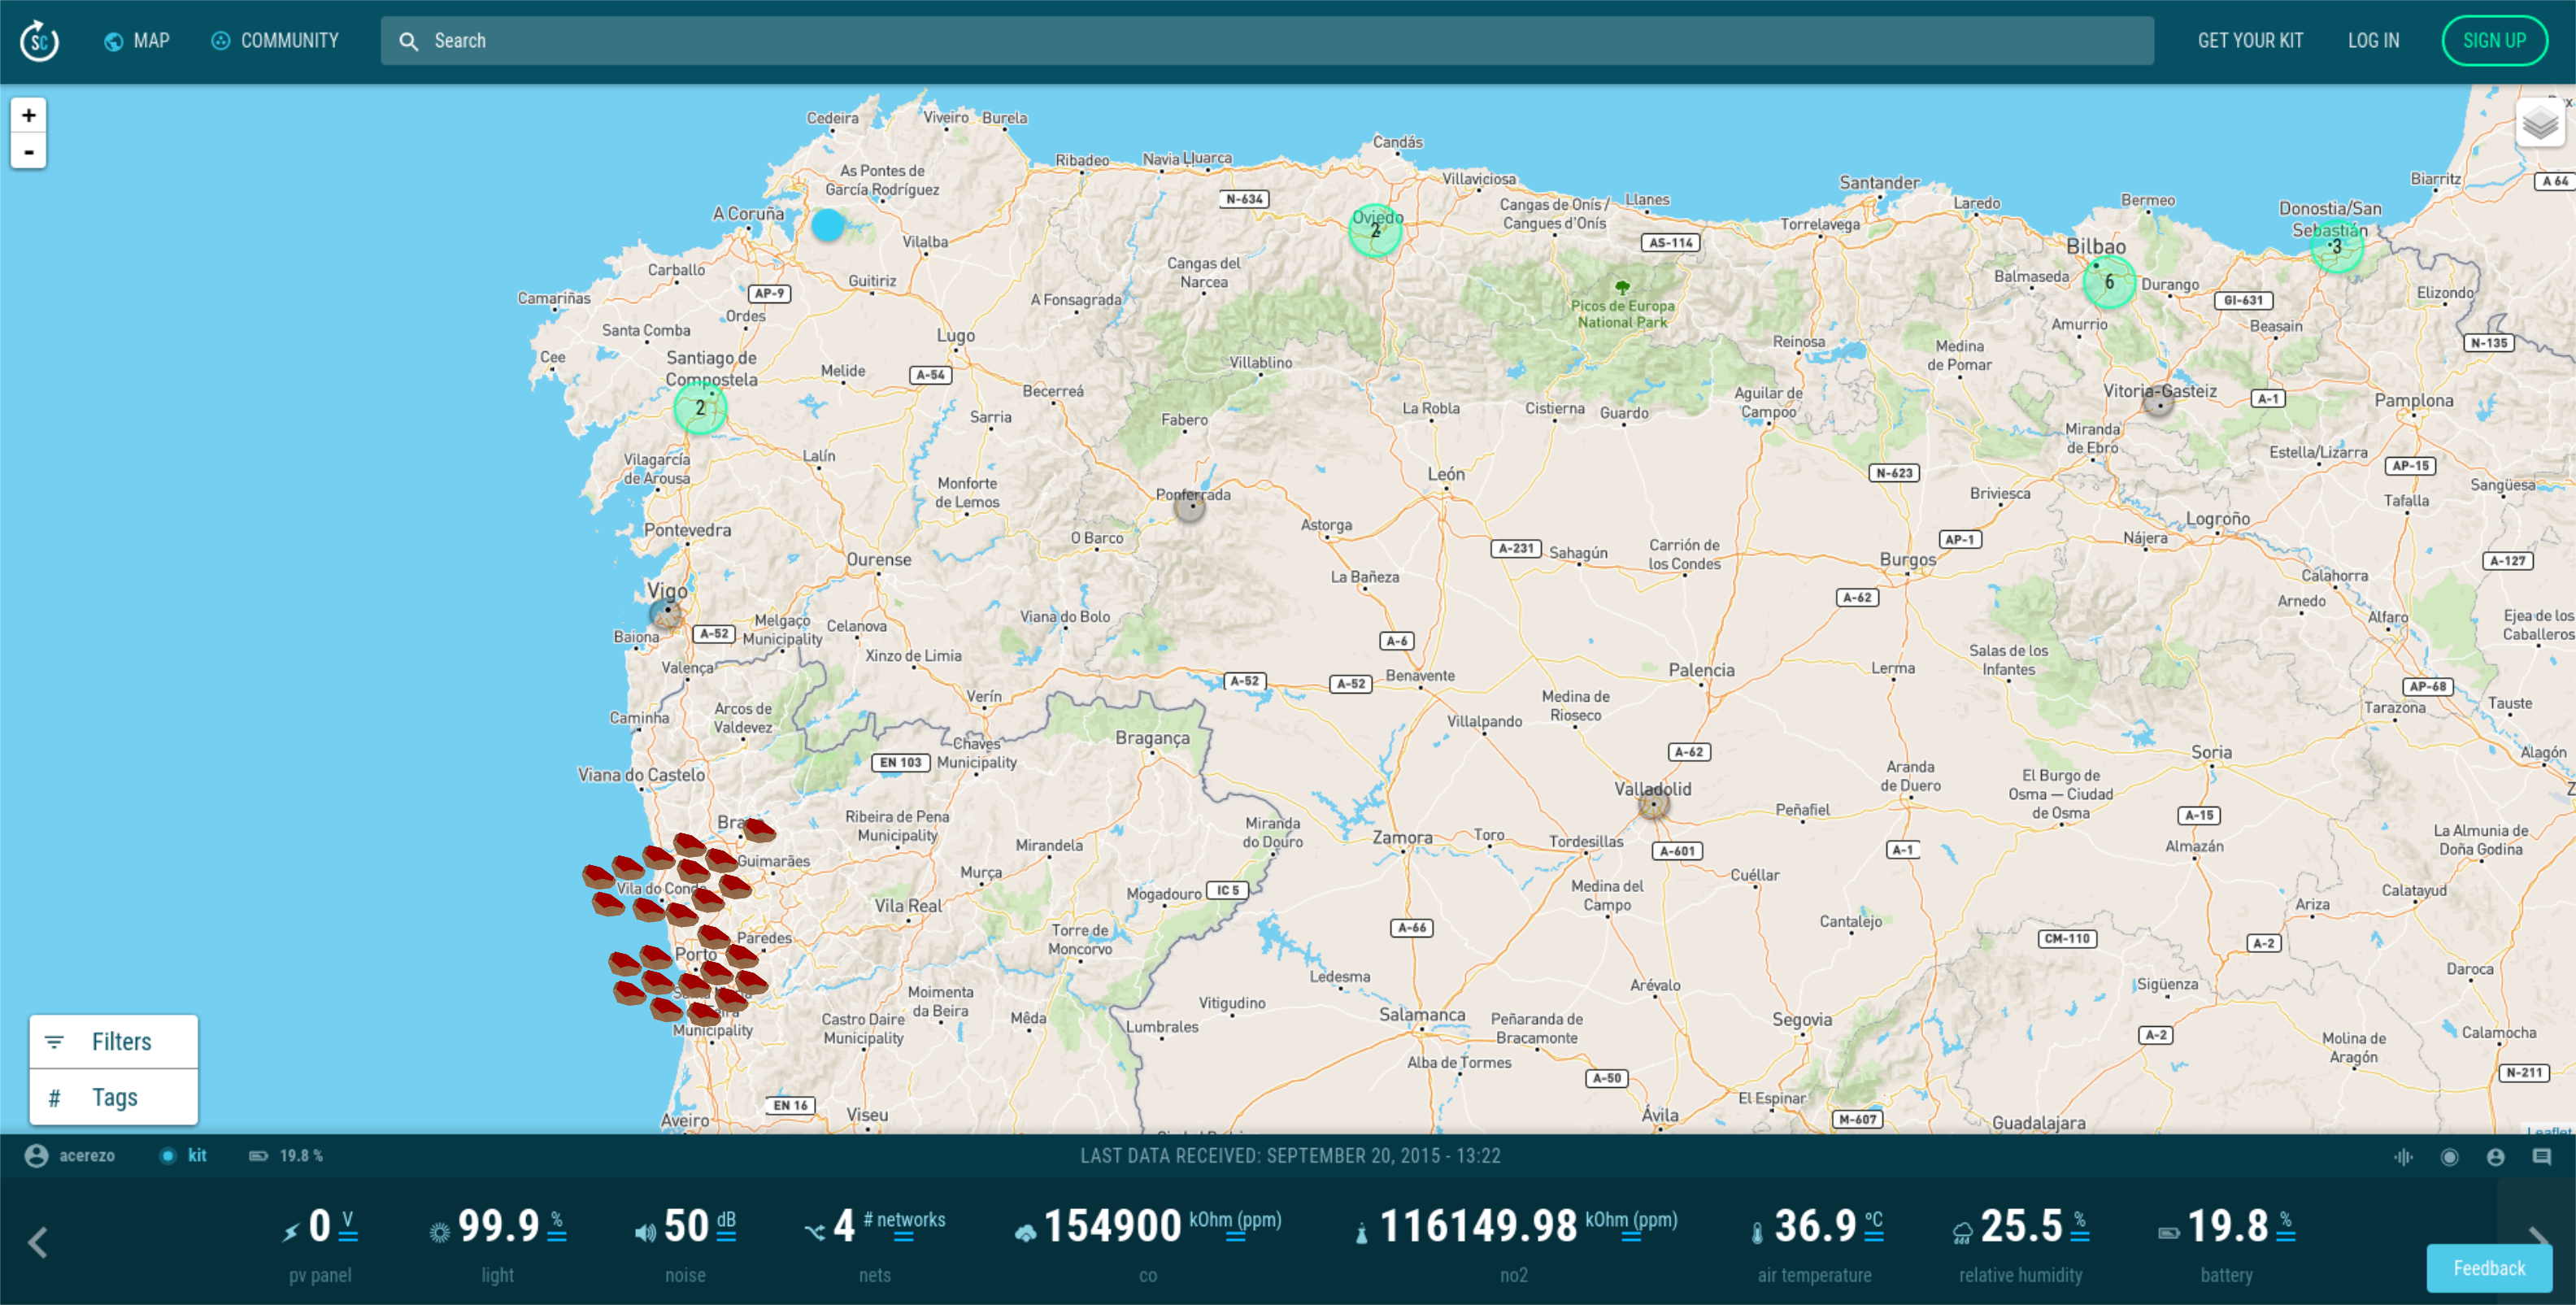 SC
MAP
COMMUNITY
Search
GET YOUR KIT
LOG IN
SIGN UP
+
-
Cedeira
Viveiro
Burela
Candás
Ribadeo
Navia
Lluarca
As Pontes de
García Rodríguez
Villaviciosa
Santander
Biarritz
A 64
N-634
Cangas de Onís /
Cangues d'Onís
Llanes
Laredo
Bermeo
Donostia/San
Sebastián
3
A Coruña
Oviedo
2
Torrelavega
AS-114
Bilbao
6
Vilalba
Carballo
Guitiriz
Cangas del
Narcea
Balmaseda
Durango
Elizondo
AP-9
Camariñas
A Fonsagrada
Picos de Europa
National Park
GI-631
Ordes
Santa Comba
Amurrio
Beasain
Lugo
Reinosa
Medina
de Pomar
N-135
Cee
Santiago de
Compostela
2
Melide
A-54
Villablino
Becerreá
Aguilar de
Campoo
Vitoria-Gasteiz
A-1
Pamplona
Sarria
Fabero
La Robla
Cistierna
Guardo
Miranda
de Ebro
Estella/Lizarra
AP-15
Vilagarcía
de Arousa
Lalín
León
N-623
Monforte
de Lemos
Ponferrada
Briviesca
Sangüesa
Tafalla
Pontevedra
Astorga
Logroño
O Barco
A-231
Sahagún
Carrión de
los Condes
AP-1
Nájera
Ourense
Burgos
A-127
La Bañeza
Calahorra
Vigo
A-62
Arnedo
Alfaro
Ejea de los
Caballeros
Baiona
A-52
Melgaço
Municipality
Celanova
Viana do Bolo
A-6
Valença
Xinzo de Limia
Salas de los
Infantes
A-52
A-52
Benavente
Palencia
Lerma
AP-68
Verín
Medina de
Rioseco
Tarazona
Tauste
Caminha
Arcos de
Valdevez
Villalpando
Chaves
Municipality
Bragança
EN 103
A-62
Soria
Alagón
Viana do Castelo
Aranda
de Duero
El Burgo de
Osma — Ciudad
de Osma
Valladolid
Peñafiel
A-15
Ribeira de Pena
Municipality
Miranda
do Douro
Zamora
Toro
Tordesillas
A-601
A-1
Almazán
La Almunia de
Doña Godina
Mirandela
Guimarães
Vila do Conde
Murça
Mogadouro
IC 5
Medina del
Campo
Cuéllar
Calatayud
Ariza
Vila Real
A-66
Cantalejo
Paredes
Torre de
Moncorvo
CM-110
A-2
Porto
Ledesma
Arévalo
Sigüenza
Daroca
Moimenta
da Beira
Vitigudino
Castro Daire
Municipality
Mêda
Lumbrales
Salamanca
Peñaranda de
Bracamonte
Segovia
A-2
Molina de
Aragón
Calamocha
Municipality
Alba de Tormes
A-50
N-211
El Espinar
EN 16
Aveiro
Viseu
Ávila
M-607
Guadalajara
Leaflet
Filters
# Tags
acerezo
kit
19.8 %
LAST DATA RECEIVED: SEPTEMBER 20, 2015 - 13:22
0 V
99.9 %
50 dB
4 # networks
154900 kOhm (ppm)
116149.98 kOhm (ppm)
36.9 ºC
25.5 %
19.8 %
pv panel
light
noise
nets
co
no2
air temperature
relative humidity
battery
Feedback